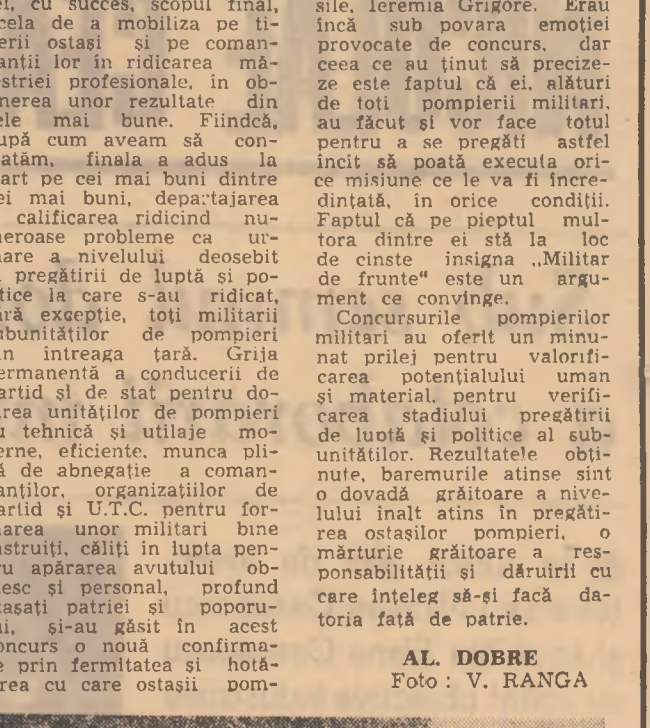 cu succes, scopul final,
cela de a mobiliza pe ti-
erii ostași și pe coman-
anții lor în ridicarea mă-
striei profesionale, în ob-
nerea unor rezultate din
ele mai bune. Fiindcă,
upă cum aveam să con-
atăm, finala a adus la
art pe cei mai buni dintre
ei mai buni, departajarea
calificarea ridicind nu-
eroase probleme ca ur-
are a nivelului deosebit
pregătirii de luptă și po-
tice la care s-au ridicat,
ără excepție, toți militarii
ubunităților de pompieri
in întreaga țară. Grija
ermanentă a conducerii de
artid și de stat pentru do-
area unităților de pompieri
u tehnică și utilaje mo-
erne, eficiente, munca pli-
ă de abnegație a coman-
anților, organizațiilor de
artid și U.T.C. pentru for-
area unor militari bine
struiți, căliți in lupta pen-
ru apărarea avutului ob-
tesc și personal, profund
tașați patriei și poporu-
ui, și-au găsit în acest
oncurs o nouă confirma-
e prin fermitatea și hotă-
rea cu care ostașii pom-
sile, Ieremia Grigore. Erau
încă sub povara emoției
provocate de concurs, dar
ceea ce au ținut să precize-
ze este faptul că ei, alături
de toți pompierii militari,
au făcut și vor face totul
pentru a se pregăti astfel
încît să poată executa ori-
ce misiune ce le va fi încre-
dințată, în orice condiții.
Faptul că pe pieptul mul-
tora dintre ei stă la loc
de cinste insigna „Militar
de frunte“ este un argu-
ment ce convinge.
Concursurile pompierilor
militari au oferit un minu-
nat prilej pentru valorifi-
carea potențialului uman
și material, pentru verifi-
carea stadiului pregătirii
de luptă și politice al sub-
unităților. Rezultatele obți-
nute, baremurile atinse sint
o dovadă grăitoare a nive-
lului înalt atins în pregăti-
rea ostașilor pompieri, o
mărturie grăitoare a res-
ponsabilității și dăruirii cu
care înțeleg să-și facă da-
toria față de patrie.
AL. DOBRE
Foto : V. RANGA